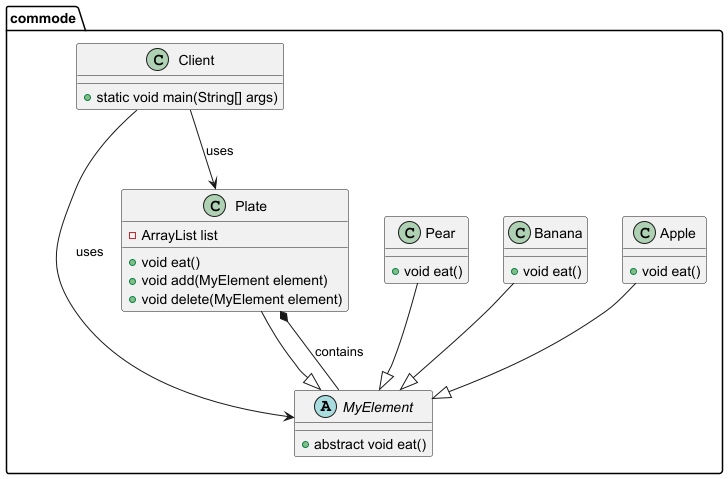 commode
C Client
static void main(String[] args)
uses
uses
C Plate
ArrayList list
void eat()
void add(MyElement element)
void delete(MyElement element)
C Pear
void eat()
C Banana
void eat()
C Apple
void eat()
contains
A MyElement
abstract void eat()